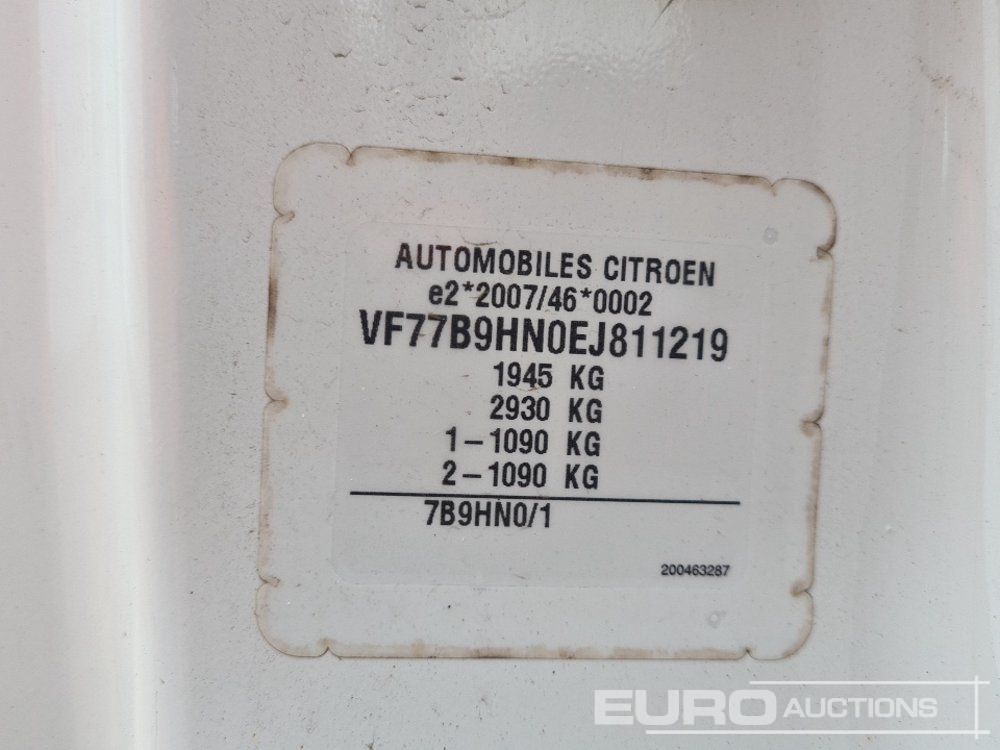 AUTOMOBILES CITROEN
e2*2007/46*0002
VF77B9HN0EJ811219
1945 KG
2930 KG
1-1090 KG
2-1090 KG
7B9HN0/1
200463287
EURO AUCTIONS